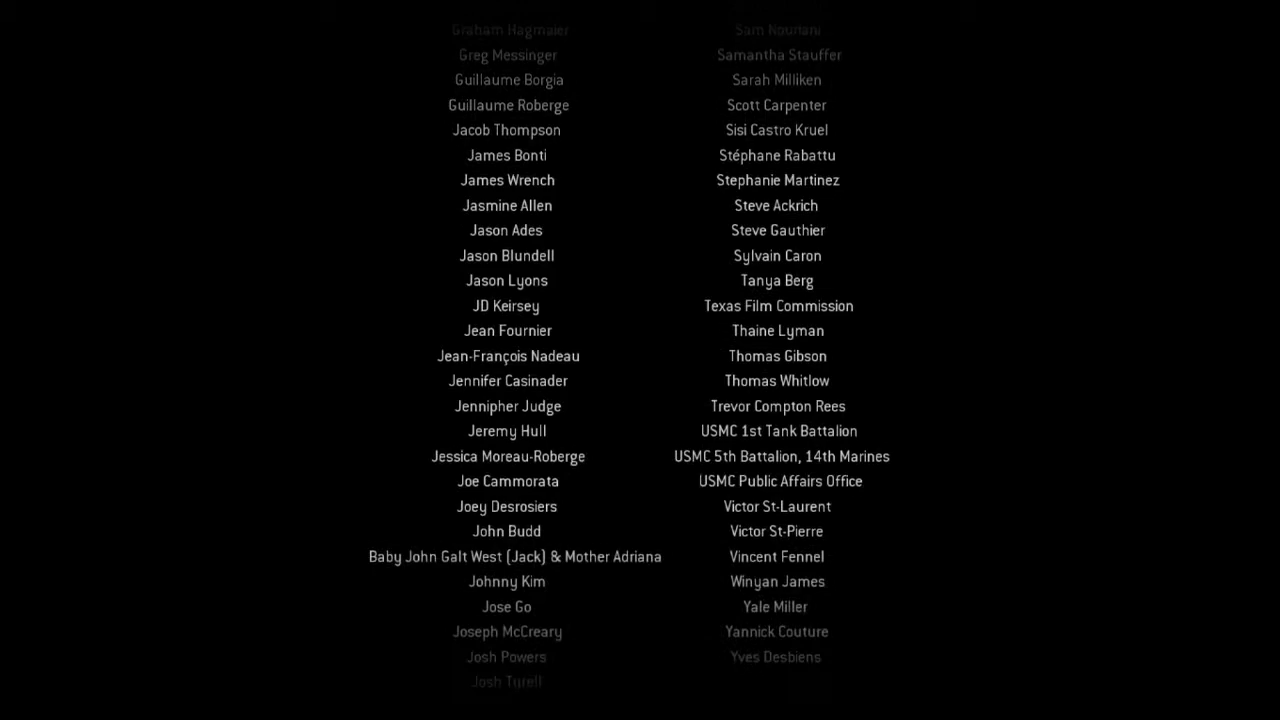 Graham Hagmaier
Greg Messinger
Guillaume Borgia
Guillaume Roberge
Jacob Thompson
James Bonti
James Wrench
Jasmine Allen
Jason Ades
Jason Blundell
Jason Lyons
JD Keirsey
Jean Fournier
Jean-François Nadeau
Jennifer Casinader
Jennipher Judge
Jeremy Hull
Jessica Moreau-Roberge
Joe Cammorata
Joey Desrosiers
John Budd
Baby John Galt West (Jack) & Mother Adriana
Johnny Kim
Jose Go
Joseph McCreary
Josh Powers
Josh Tyrell
Sam Nouriani
Samantha Stauffer
Sarah Milliken
Scott Carpenter
Sisi Castro Kruel
Stéphane Rabattu
Stephanie Martinez
Steve Ackrich
Steve Gauthier
Sylvain Caron
Tanya Berg
Texas Film Commission
Thaine Lyman
Thomas Gibson
Thomas Whitlow
Trevor Compton Rees
USMC 1st Tank Battalion
USMC 5th Battalion, 14th Marines
USMC Public Affairs Office
Victor St-Laurent
Victor St-Pierre
Vincent Fennel
Winyan James
Yale Miller
Yannick Couture
Yves Desbiens